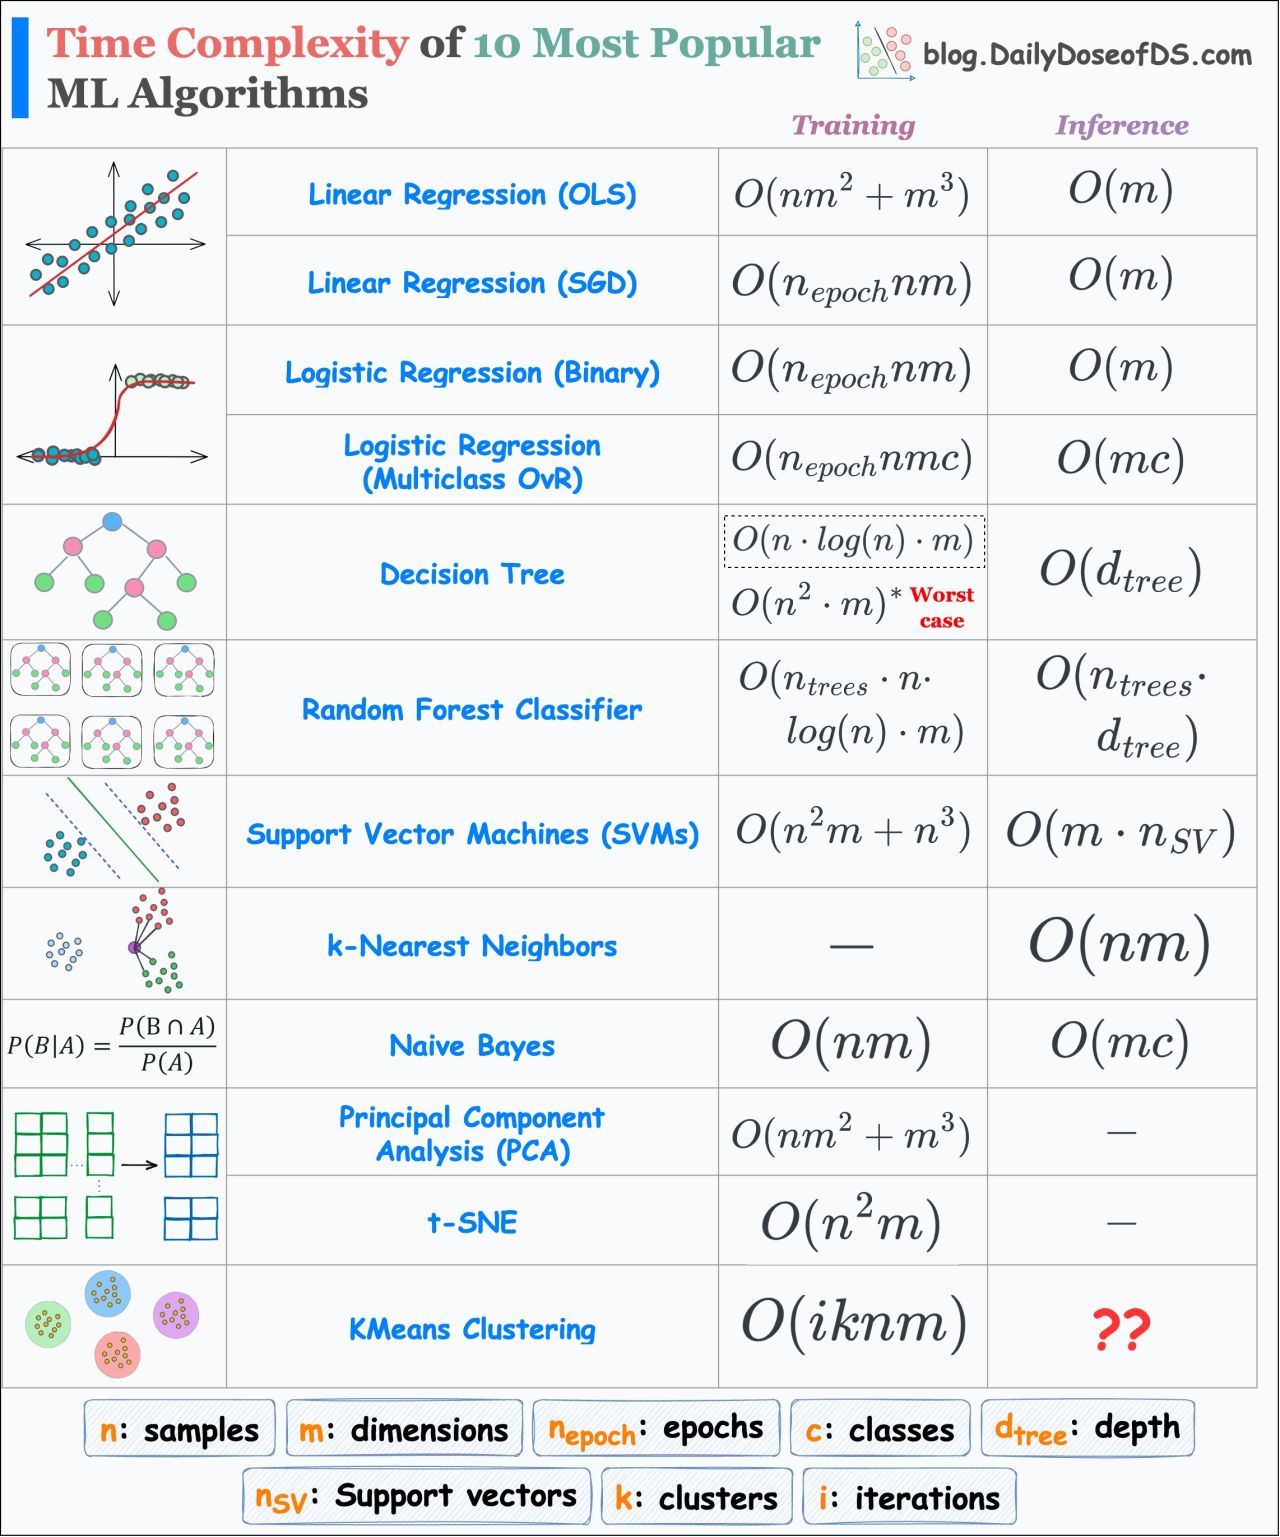 Time Complexity of 10 Most Popular
ML Algorithms
blog.DailyDoseofDS.com
Training Inference
Linear Regression (OLS) O(nm² + m³) O(m)
Linear Regression (SGD) O(n_epoch nm) O(m)
Logistic Regression (Binary) O(n_epoch nm) O(m)
Logistic Regression
(Multiclass OvR) O(n_epoch nmc) O(mc)
Decision Tree O(n · log(n) · m) O(d_tree)
O(n² · m)* Worst
case
Random Forest Classifier O(n_trees · n·
log(n) · m) O(n_trees·
d_tree)
Support Vector Machines (SVMs) O(n²m + n³) O(m · n_SV)
k-Nearest Neighbors — O(nm)
P(B|A) = P(B ∩ A) / P(A) Naive Bayes O(nm) O(mc)
Principal Component
Analysis (PCA) O(nm² + m³) –
t-SNE O(n²m) –
KMeans Clustering O(iknm) ??
n: samples m: dimensions n_epoch: epochs c: classes d_tree: depth
n_SV: Support vectors k: clusters i: iterations